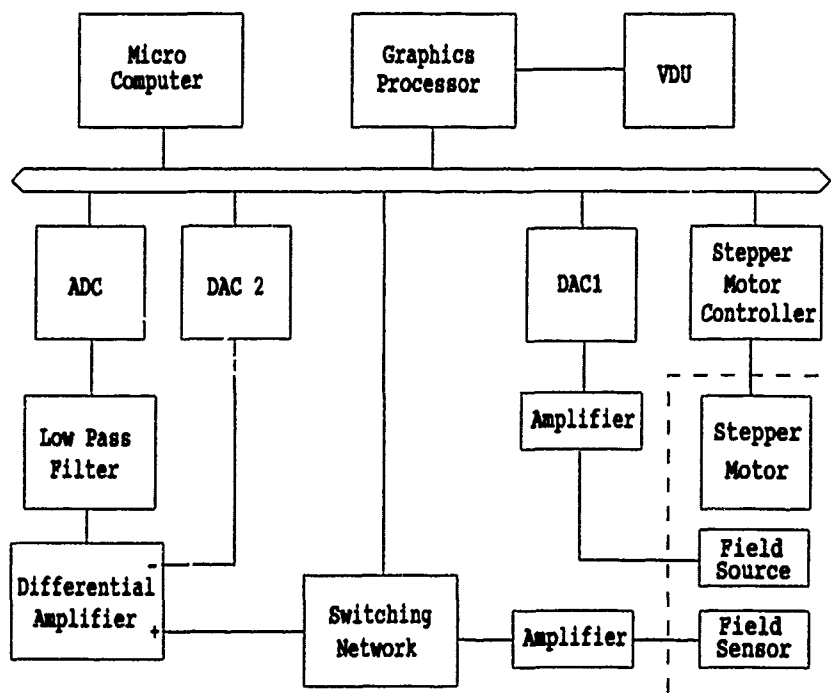 Micro
Computer
Graphics
Processor
VDU
ADC
DAC 2
DAC1
Stepper
Motor
Controller
Low Pass
Filter
Amplifier
Stepper
Motor
Differential
Amplifier
-
+
Switching
Network
Amplifier
Field
Source
Field
Sensor